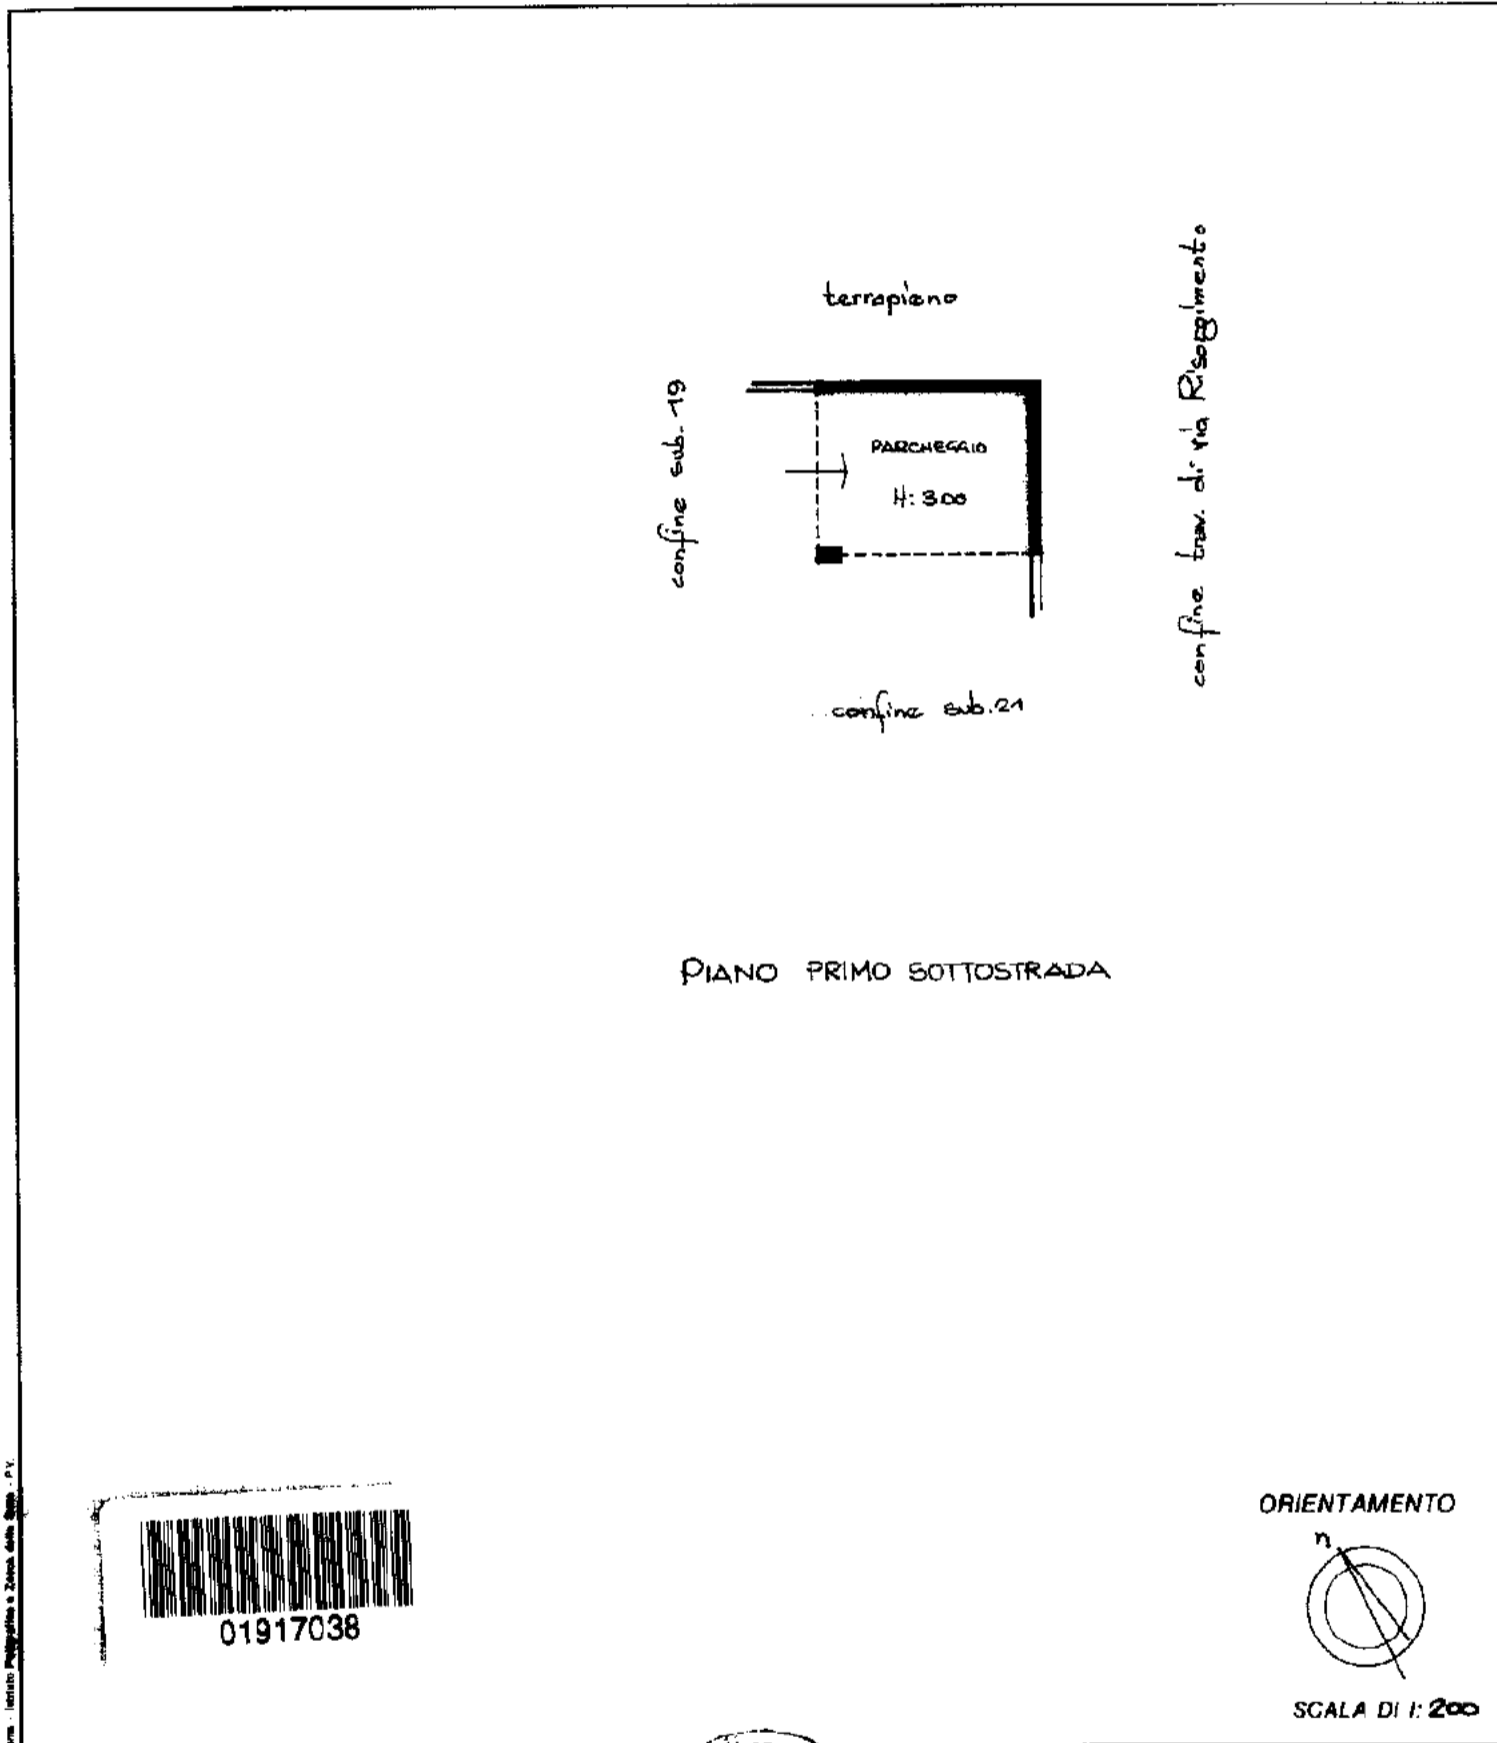 terrapieno
confine sub. 19
confine trav. di via Risorgimento
PARCHEGGIO
H: 3.00
confine sub. 21
PIANO PRIMO SOTTOSTRADA
01917038
ORIENTAMENTO
n.
SCALA DI 1: 200